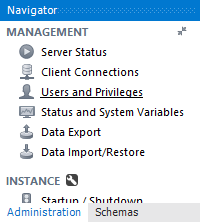 Navigator
MANAGEMENT
Server Status
Client Connections
Users and Privileges
Status and System Variables
Data Export
Data Import/Restore
INSTANCE
Startup / Shutdown
Administration Schemas